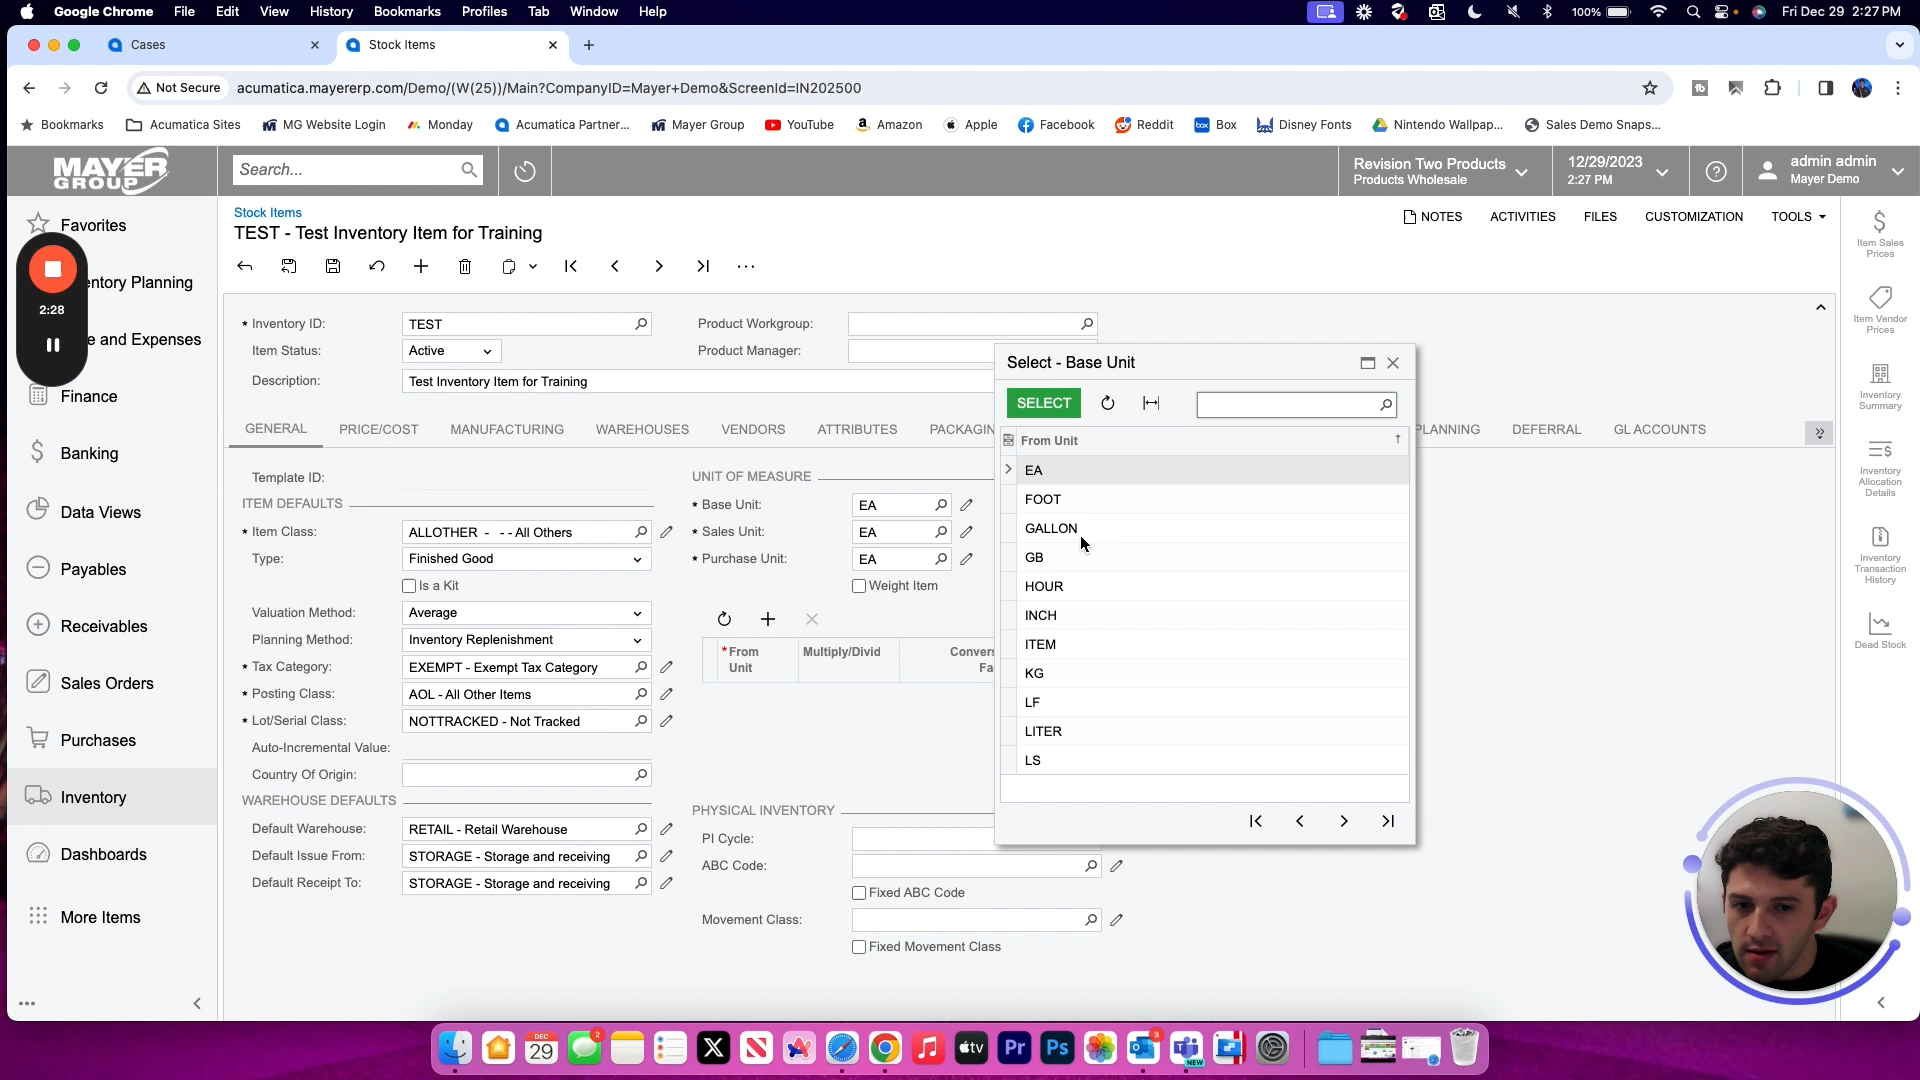 Google Chrome File Edit View History Bookmarks Profiles Tab Window Help 100% Fri Dec 29 2:27 PM
Cases
Stock Items
Not Secure
acumatica.mayererp.com/Demo/(W(25))/Main?CompanyID=Mayer+Demo&ScreenId=IN202500
Bookmarks Acumatica Sites MG Website Login Monday Acumatica Partner... Mayer Group YouTube Amazon Apple Facebook Reddit Box Disney Fonts Nintendo Wallpap... Sales Demo Snaps...
MAYER
GROUP
Search...
Revision Two Products
Products Wholesale
12/29/2023
2:27 PM
admin admin
Mayer Demo
Favorites
entory Planning
2:28
e and Expenses
Finance
Banking
Data Views
Payables
Receivables
Sales Orders
Purchases
Inventory
Dashboards
More Items
Stock Items
TEST - Test Inventory Item for Training
NOTES ACTIVITIES FILES CUSTOMIZATION TOOLS
* Inventory ID: TEST
Item Status: Active
Description: Test Inventory Item for Training
Product Workgroup:
Product Manager:
GENERAL PRICE/COST MANUFACTURING WAREHOUSES VENDORS ATTRIBUTES PACKAGIN PLANNING DEFERRAL GL ACCOUNTS
Template ID:
ITEM DEFAULTS
* Item Class: ALLOTHER - - - All Others
Type: Finished Good
Is a Kit
Valuation Method: Average
Planning Method: Inventory Replenishment
* Tax Category: EXEMPT - Exempt Tax Category
* Posting Class: AOL - All Other Items
* Lot/Serial Class: NOTTRACKED - Not Tracked
Auto-Incremental Value:
Country Of Origin:
WAREHOUSE DEFAULTS
Default Warehouse: RETAIL - Retail Warehouse
Default Issue From: STORAGE - Storage and receiving
Default Receipt To: STORAGE - Storage and receiving
UNIT OF MEASURE
* Base Unit: EA
* Sales Unit: EA
* Purchase Unit: EA
Weight Item
* From
Unit
Multiply/Divid
Convers
Fa
PHYSICAL INVENTORY
PI Cycle:
ABC Code:
Fixed ABC Code
Movement Class:
Fixed Movement Class
Select - Base Unit
SELECT
From Unit
EA
FOOT
GALLON
GB
HOUR
INCH
ITEM
KG
LF
LITER
LS
Item Sales
Prices
Item Vendor
Prices
Inventory
Summary
Inventory
Allocation
Details
Inventory
Transaction
History
Dead Stock
DEC
29
2
tv
Pr
Ps
3
NEW